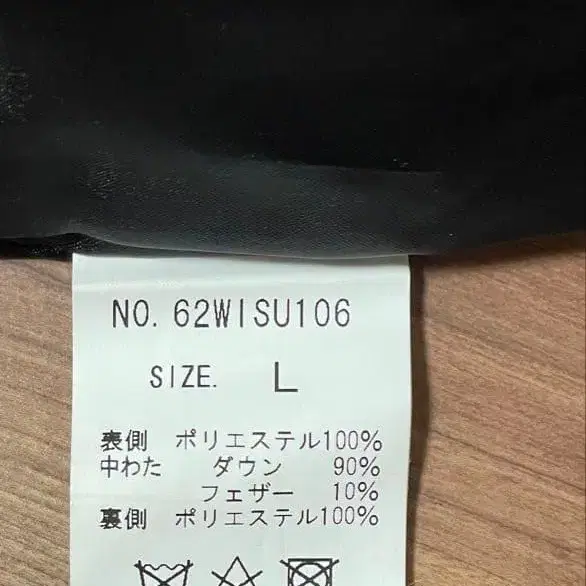 NO. 62WISU106
SIZE. L
表側 ポリエステル100%
中わた ダウン 90%
フェザー 10%
裏側 ポリエステル100%